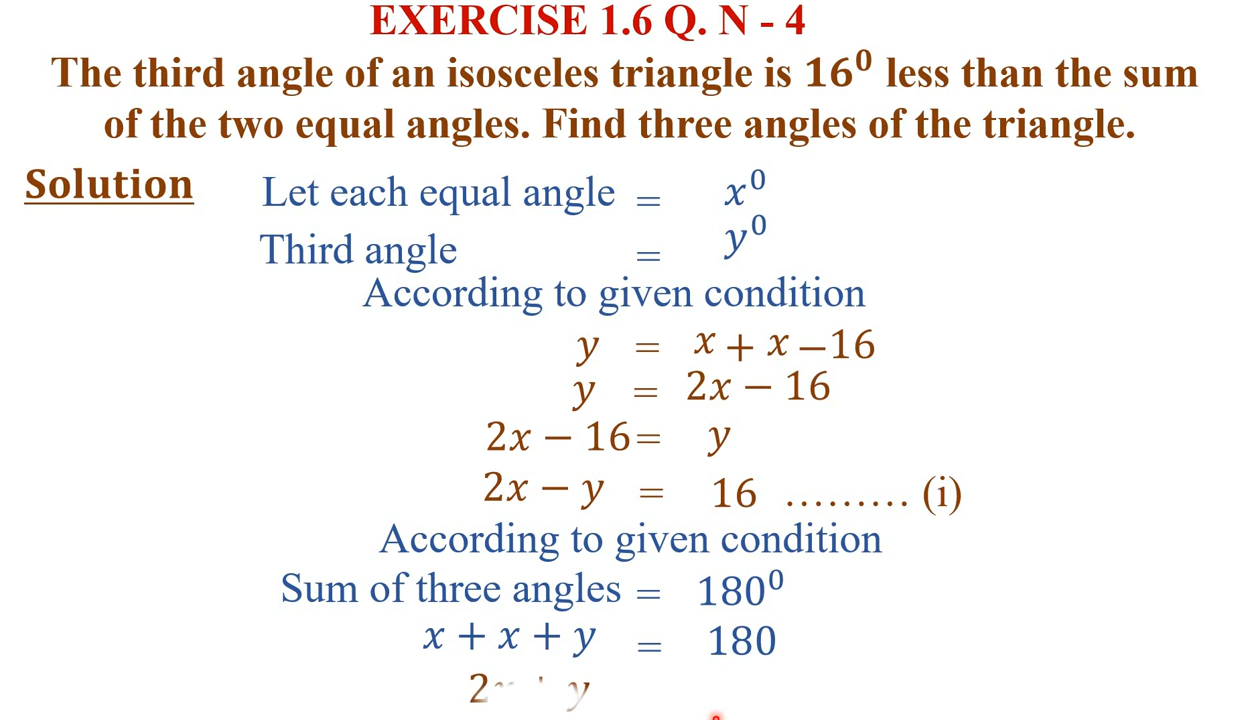 EXERCISE 1.6 Q. N - 4
The third angle of an isosceles triangle is 16⁰ less than the sum
of the two equal angles. Find three angles of the triangle.
Solution
Let each equal angle = x⁰
Third angle = y⁰
According to given condition
y = x + x − 16
y = 2x − 16
2x − 16 = y
2x − y = 16 ......... (i)
According to given condition
Sum of three angles = 180⁰
x + x + y = 180
2 y